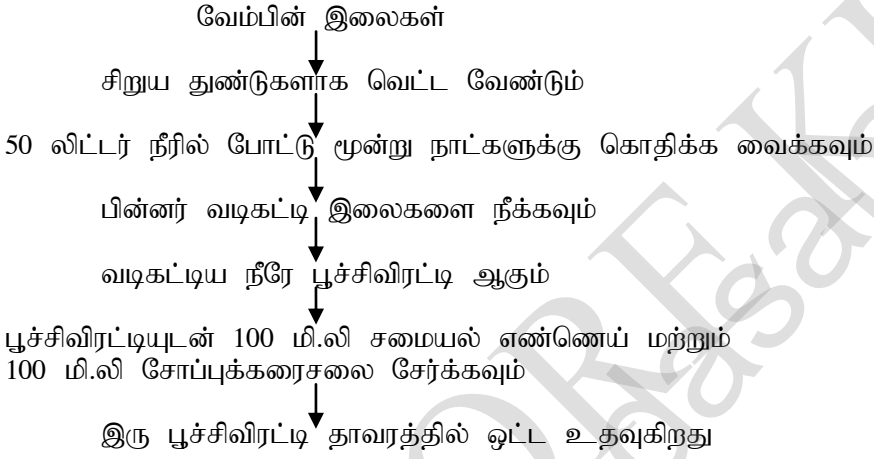 வேம்பின் இலைகள்
சிறுய துண்டுகளாக வெட்ட வேண்டும்
50 லிட்டர் நீரில் போட்டு மூன்று நாட்களுக்கு கொதிக்க வைக்கவும்
பின்னர் வடிகட்டி இலைகளை நீக்கவும்
வடிகட்டிய நீரே பூச்சிவிரட்டி ஆகும்
பூச்சிவிரட்டியுடன் 100 மி.லி சமையல் எண்ணெய் மற்றும்
100 மி.லி சோப்புக்கரைசலை சேர்க்கவும்
இரு பூச்சிவிரட்டி தாவரத்தில் ஒட்ட உதவுகிறது